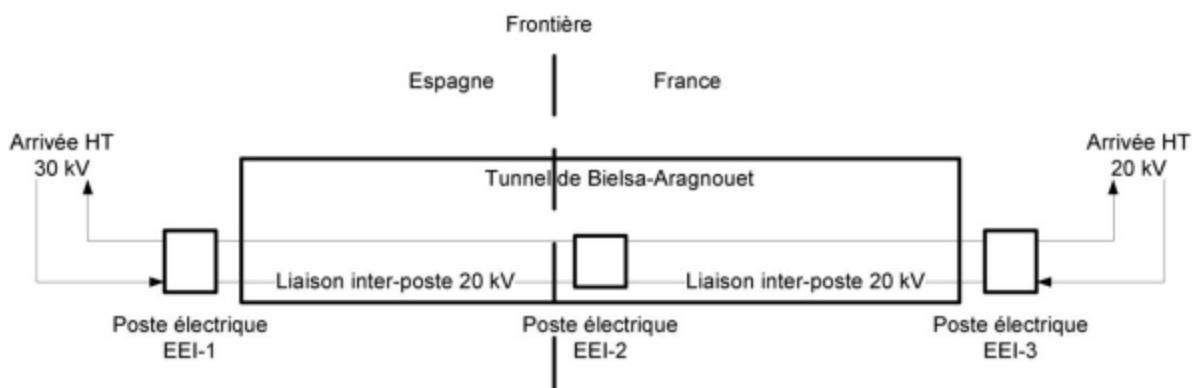 Frontière
Espagne
France
Arrivée HT
30 kV
Arrivée HT
20 kV
Tunnel de Bielsa-Aragnouet
Liaison inter-poste 20 kV
Liaison inter-poste 20 kV
Poste électrique
EEI-1
Poste électrique
EEI-2
Poste électrique
EEI-3